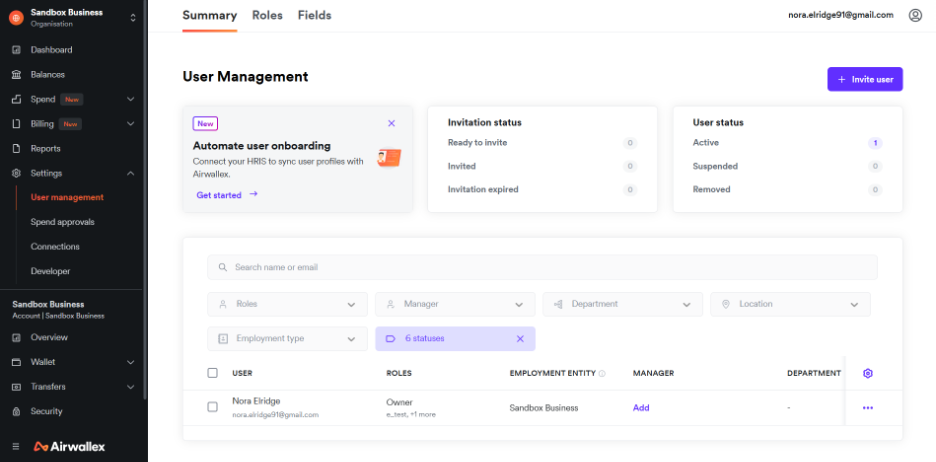 Sandbox Business
Organisation
Dashboard
Balances
Spend New
Billing New
Reports
Settings
User management
Spend approvals
Connections
Developer
Sandbox Business
Account | Sandbox Business
Overview
Wallet
Transfers
Security
Airwallex
Summary Roles Fields
nora.elridge91@gmail.com
User Management
+ Invite user
New
Automate user onboarding
Connect your HRIS to sync user profiles with
Airwallex.
Get started →
Invitation status
Ready to invite 0
Invited 0
Invitation expired 0
User status
Active 1
Suspended 0
Removed 0
Search name or email
Roles Manager Department Location
Employment type 6 statuses
USER ROLES EMPLOYMENT ENTITY MANAGER DEPARTMENT
Nora Elridge Owner
nora.elridge91@gmail.com e_test, +1 more Sandbox Business Add -